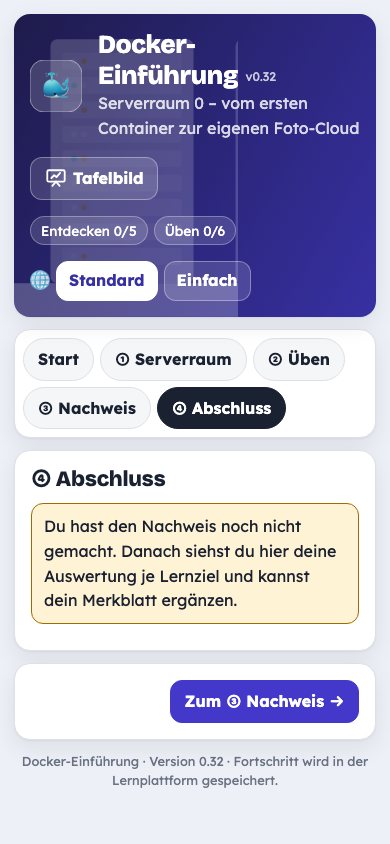 Docker-
Einführung v0.32
Serverraum 0 – vom ersten
Container zur eigenen Foto-Cloud
Tafelbild
Entdecken 0/5 Üben 0/6
Standard Einfach
Start ① Serverraum ② Üben
③ Nachweis ④ Abschluss
④ Abschluss
Du hast den Nachweis noch nicht
gemacht. Danach siehst du hier deine
Auswertung je Lernziel und kannst
dein Merkblatt ergänzen.
Zum ③ Nachweis →
Docker-Einführung · Version 0.32 · Fortschritt wird in der
Lernplattform gespeichert.